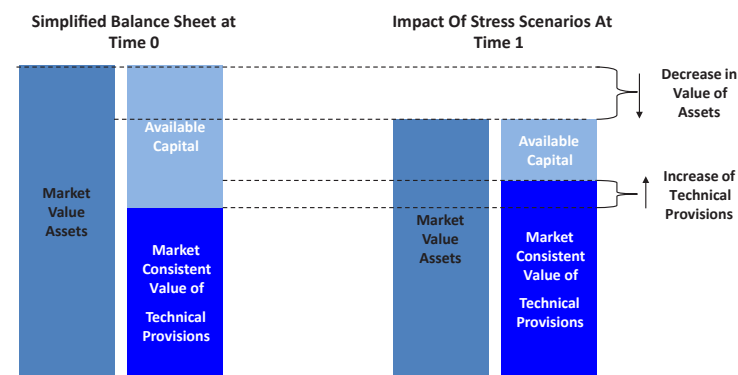 Simplified Balance Sheet at
Time 0
Impact Of Stress Scenarios At
Time 1
Market
Value
Assets
Available
Capital
Market
Consistent
Value of
Technical
Provisions
Market
Value
Assets
Available
Capital
Market
Consistent
Value of
Technical
Provisions
Decrease in
Value of
Assets
Increase of
Technical
Provisions